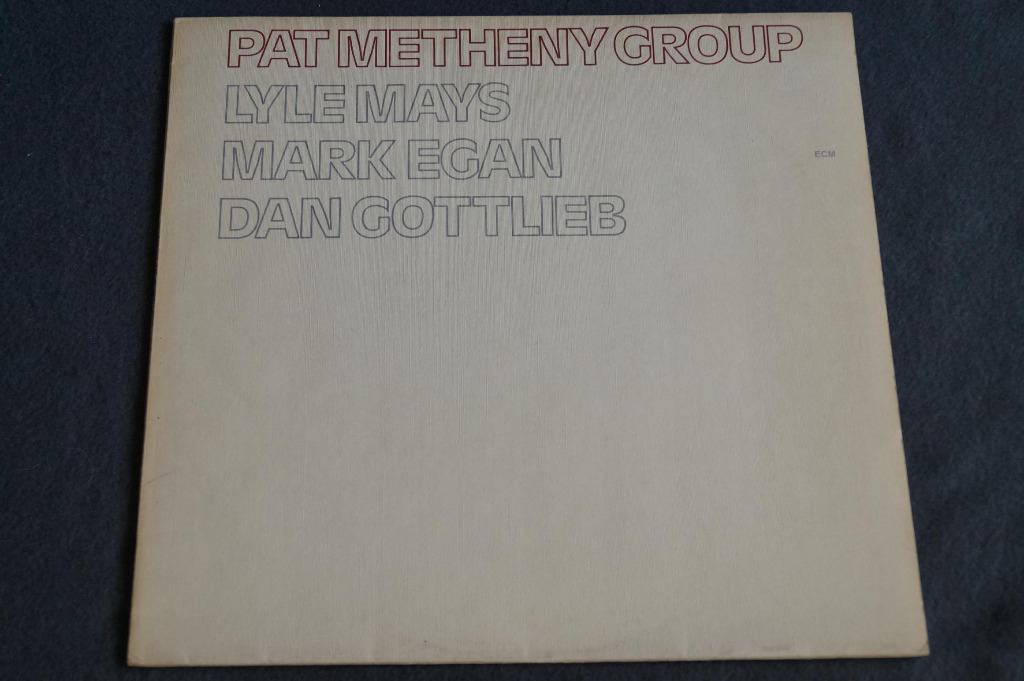 PAT METHENY GROUP
LYLE MAYS
MARK EGAN
ECM
DAN GOTTLIEB